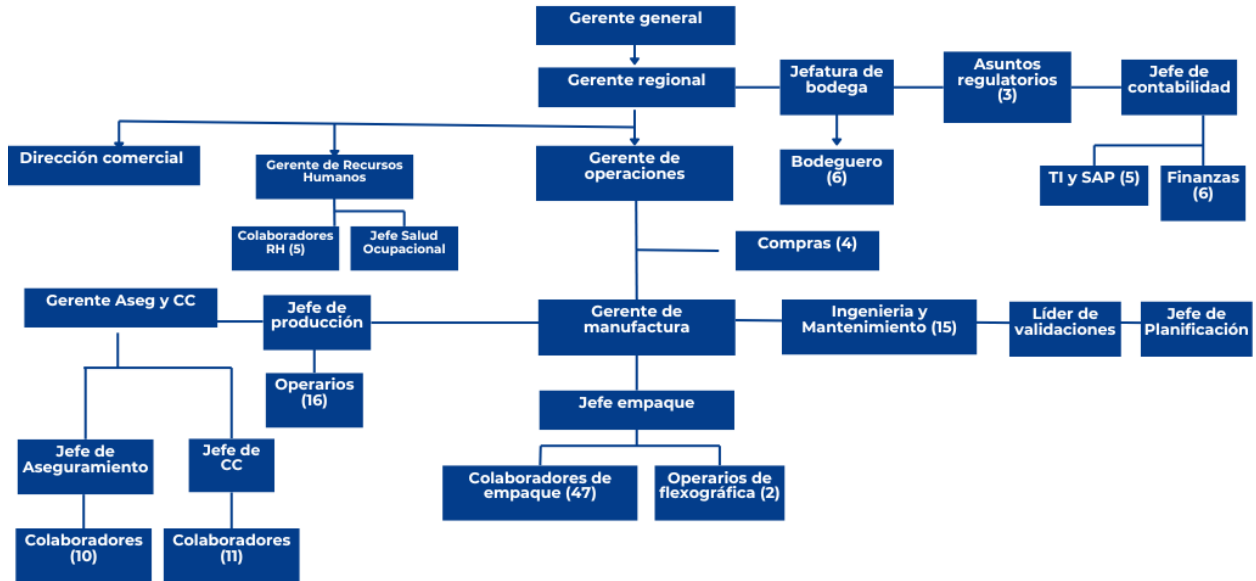 Gerente general
Gerente regional
Jefatura de
bodega
Asuntos
regulatorios
(3)
Jefe de
contabilidad
Dirección comercial
Gerente de Recursos
Humanos
Gerente de
operaciones
Bodeguero
(6)
TI y SAP (5)
Finanzas
(6)
Colaboradores
RH (5)
Jefe Salud
Ocupacional
Compras (4)
Gerente Aseg y CC
Jefe de
producción
Gerente de
manufactura
Ingenieria y
Mantenimiento (15)
Líder de
validaciones
Jefe de
Planificación
Operarios
(16)
Jefe empaque
Jefe de
Aseguramiento
Jefe de
CC
Colaboradores de
empaque (47)
Operarios de
flexográfica (2)
Colaboradores
(10)
Colaboradores
(11)